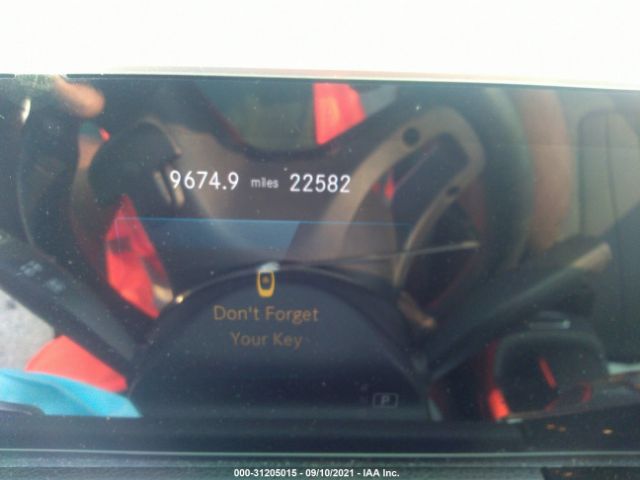 9674.9 miles 22582
Don't Forget
Your Key
P
000-31205015 - 09/10/2021 - IAA Inc.